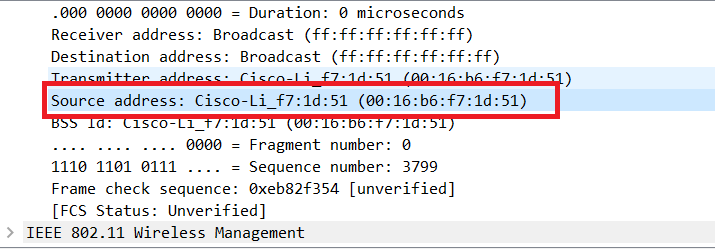 .000 0000 0000 0000 = Duration: 0 microseconds
Receiver address: Broadcast (ff:ff:ff:ff:ff:ff)
Destination address: Broadcast (ff:ff:ff:ff:ff:ff)
Transmitter address: Cisco-Li_f7:1d:51 (00:16:b6:f7:1d:51)
Source address: Cisco-Li_f7:1d:51 (00:16:b6:f7:1d:51)
BSS Id: Cisco-Li_f7:1d:51 (00:16:b6:f7:1d:51)
.... .... .... 0000 = Fragment number: 0
1110 1101 0111 .... = Sequence number: 3799
Frame check sequence: 0xeb82f354 [unverified]
[FCS Status: Unverified]
IEEE 802.11 Wireless Management